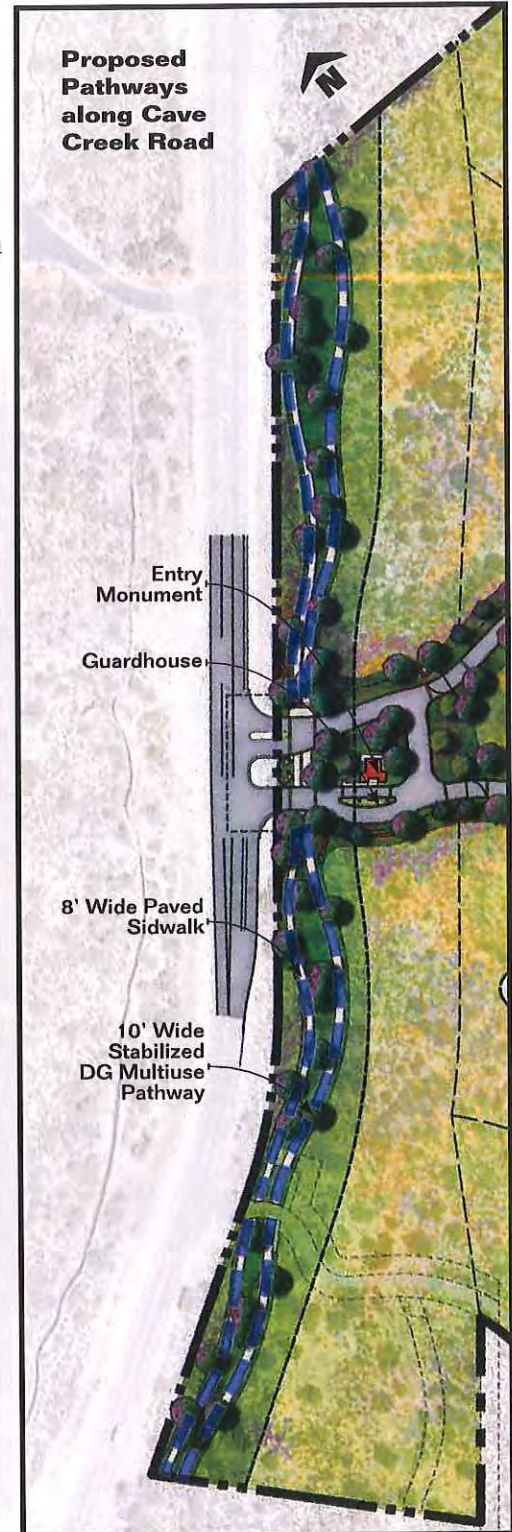 Proposed
Pathways
along Cave
Creek Road
N
Entry
Monument
Guardhouse
8' Wide Paved
Sidwalk
10' Wide
Stabilized
DG Multiuse
Pathway